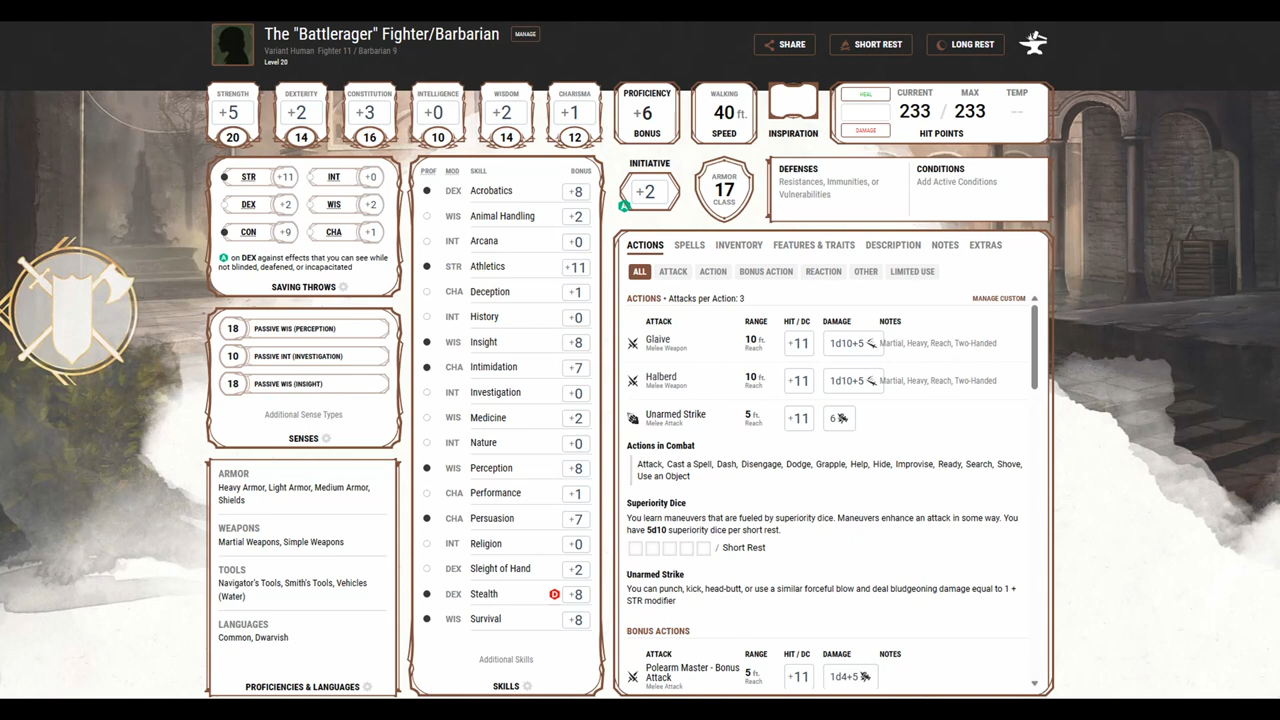 The "Battlerager" Fighter/Barbarian
MANAGE
Variant Human Fighter 11 / Barbarian 9
Level 20
SHARE
SHORT REST
LONG REST
STRENGTH
+5
20
DEXTERITY
+2
14
CONSTITUTION
+3
16
INTELLIGENCE
+0
10
WISDOM
+2
14
CHARISMA
+1
12
PROFICIENCY
+6
BONUS
WALKING
40 ft.
SPEED
INSPIRATION
HEAL
DAMAGE
CURRENT
MAX
TEMP
233 / 233 --
HIT POINTS
STR +11
INT +0
DEX +2
WIS +2
CON +9
CHA +1
A on DEX against effects that you can see while
not blinded, deafened, or incapacitated
SAVING THROWS
18 PASSIVE WIS (PERCEPTION)
10 PASSIVE INT (INVESTIGATION)
18 PASSIVE WIS (INSIGHT)
Additional Sense Types
SENSES
ARMOR
Heavy Armor, Light Armor, Medium Armor,
Shields
WEAPONS
Martial Weapons, Simple Weapons
TOOLS
Navigator's Tools, Smith's Tools, Vehicles
(Water)
LANGUAGES
Common, Dwarvish
PROFICIENCIES & LANGUAGES
PROF MOD SKILL BONUS
DEX Acrobatics +8
WIS Animal Handling +2
INT Arcana +0
STR Athletics +11
CHA Deception +1
INT History +0
WIS Insight +8
CHA Intimidation +7
INT Investigation +0
WIS Medicine +2
INT Nature +0
WIS Perception +8
CHA Performance +1
CHA Persuasion +7
INT Religion +0
DEX Sleight of Hand +2
DEX Stealth D +8
WIS Survival +8
Additional Skills
SKILLS
INITIATIVE
+2
A
ARMOR
17
CLASS
DEFENSES
Resistances, Immunities, or
Vulnerabilities
CONDITIONS
Add Active Conditions
ACTIONS SPELLS INVENTORY FEATURES & TRAITS DESCRIPTION NOTES EXTRAS
ALL ATTACK ACTION BONUS ACTION REACTION OTHER LIMITED USE
ACTIONS • Attacks per Action: 3
MANAGE CUSTOM
ATTACK RANGE HIT / DC DAMAGE NOTES
Glaive 10 ft. +11 1d10+5 Martial, Heavy, Reach, Two-Handed
Melee Weapon Reach
Halberd 10 ft. +11 1d10+5 Martial, Heavy, Reach, Two-Handed
Melee Weapon Reach
Unarmed Strike 5 ft. +11 6
Melee Attack Reach
Actions in Combat
Attack, Cast a Spell, Dash, Disengage, Dodge, Grapple, Help, Hide, Improvise, Ready, Search, Shove,
Use an Object
Superiority Dice
You learn maneuvers that are fueled by superiority dice. Maneuvers enhance an attack in some way. You
have 5d10 superiority dice per short rest.
/ Short Rest
Unarmed Strike
You can punch, kick, head-butt, or use a similar forceful blow and deal bludgeoning damage equal to 1 +
STR modifier
BONUS ACTIONS
ATTACK RANGE HIT / DC DAMAGE NOTES
Polearm Master - Bonus
Attack 5 ft. +11 1d4+5
Melee Attack Reach